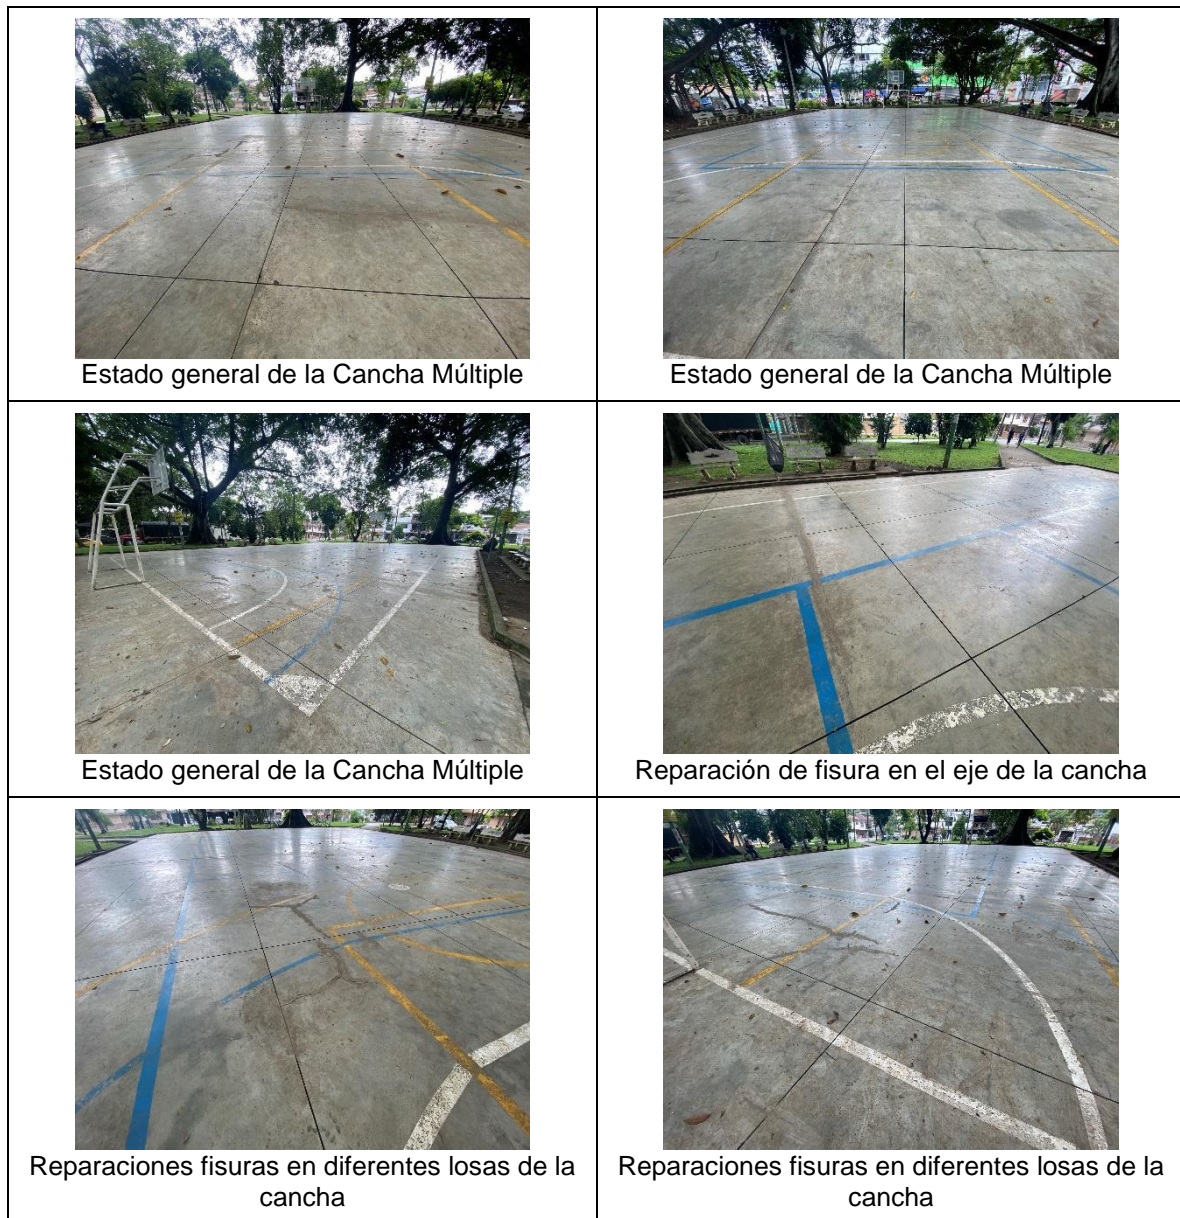 Estado general de la Cancha Múltiple
Estado general de la Cancha Múltiple
Estado general de la Cancha Múltiple
Reparación de fisura en el eje de la cancha
Reparaciones fisuras en diferentes losas de la
cancha
Reparaciones fisuras en diferentes losas de la
cancha